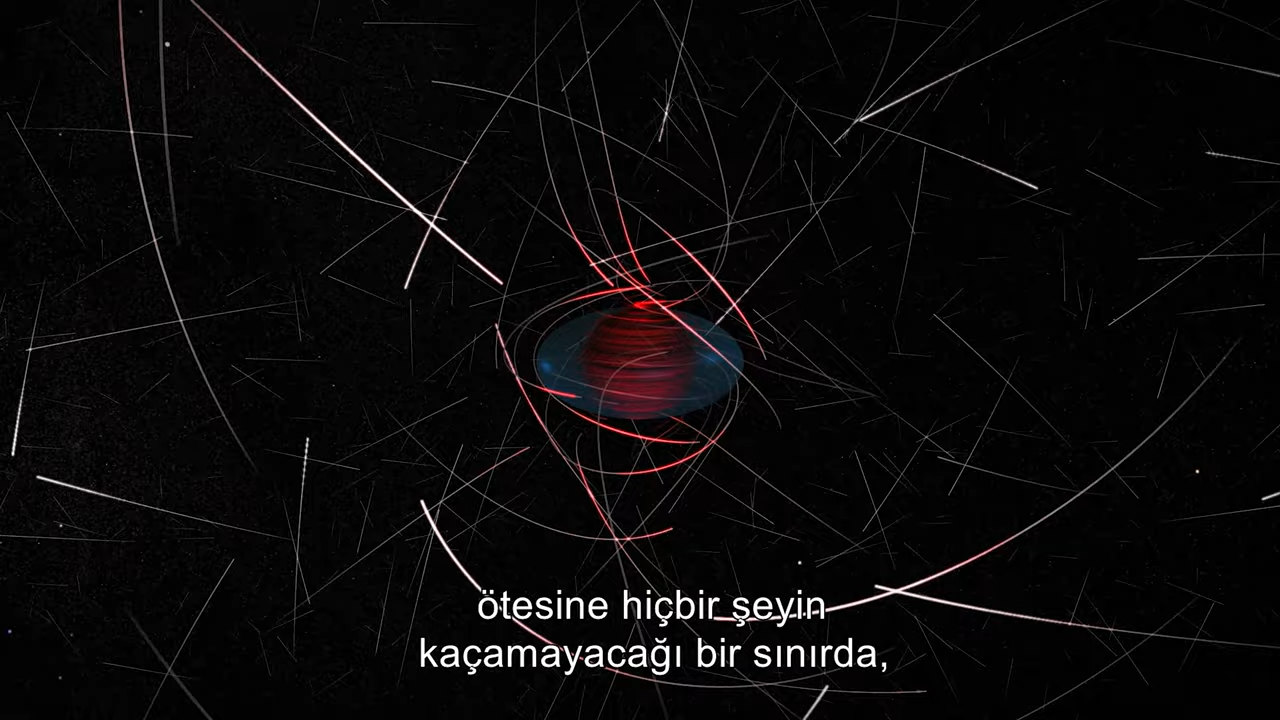 ötesine hiçbir şeyin
kaçamayacağı bir sınırda,